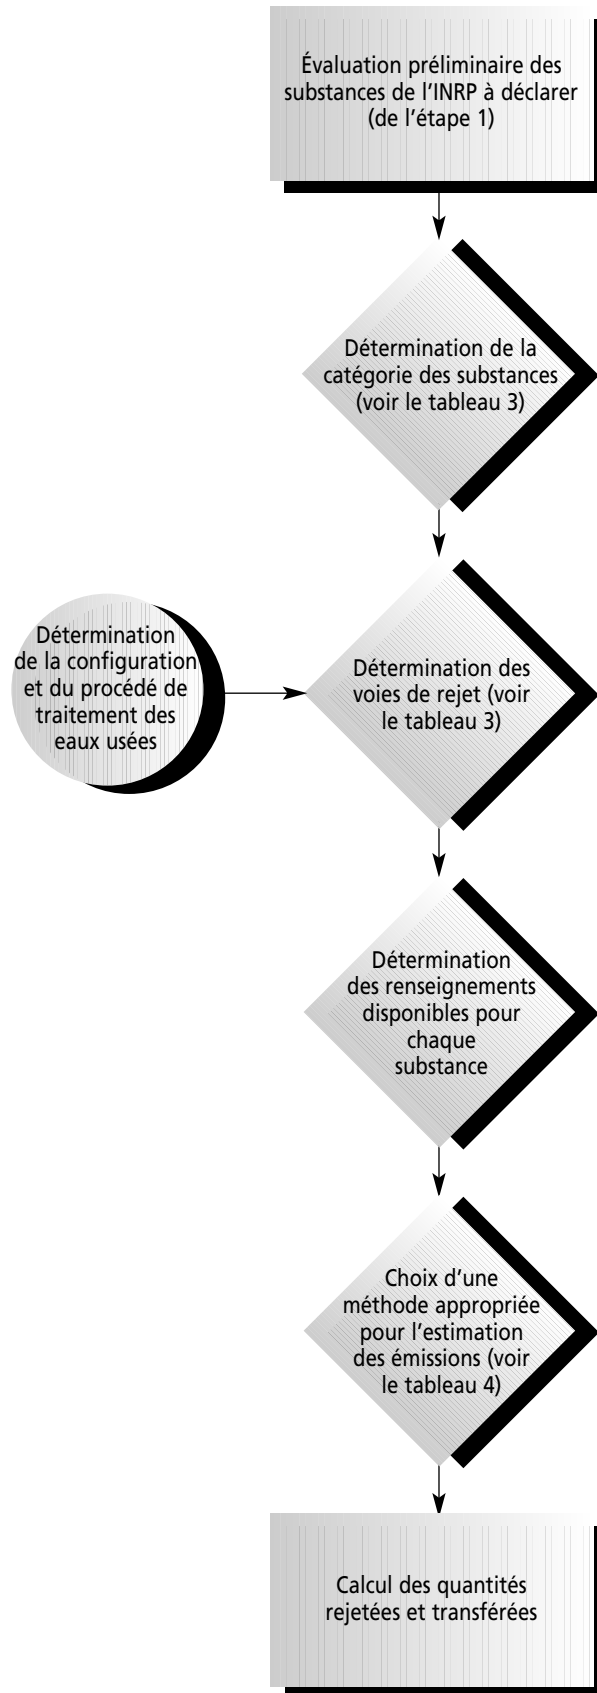 Évaluation préliminaire des
substances de l'INRP à déclarer
(de l'étape 1)
Détermination de la
catégorie des substances
(voir le tableau 3)
Détermination
de la configuration
et du procédé de
traitement des
eaux usées
Détermination des
voies de rejet (voir
le tableau 3)
Détermination
des renseignements
disponibles pour
chaque
substance
Choix d'une
méthode appropriée
pour l'estimation
des émissions (voir
le tableau 4)
Calcul des quantités
rejetées et transférées